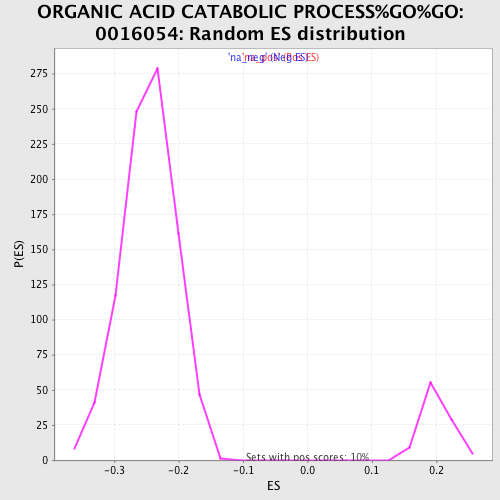 ORGANIC ACID CATABOLIC PROCESS%GO%GO:
0016054: Random ES distribution
275
250
225
200
175
150
125
100
75
50
25
0
P(ES)
Sets with pos scores: 10%
-0.3 -0.2 -0.1 0.0 0.1 0.2
ES